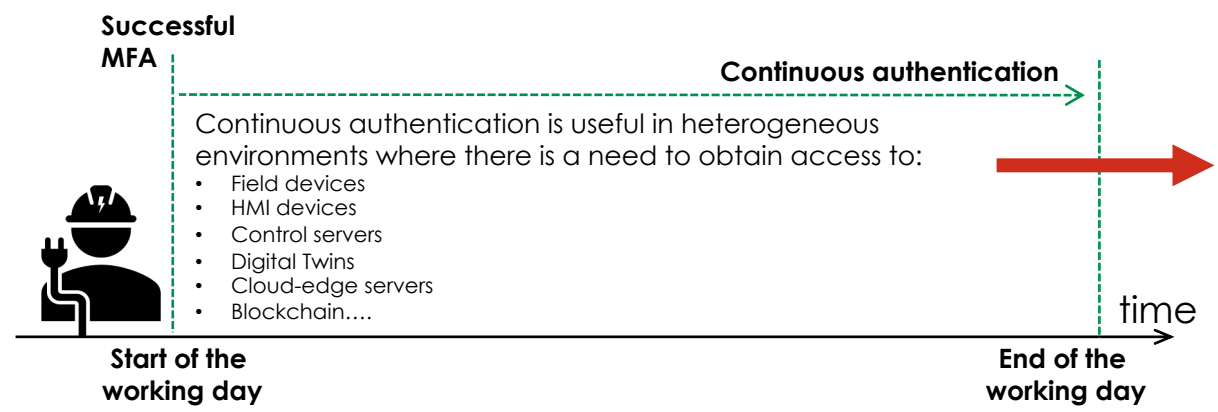 Successful
MFA
Continuous authentication
Continuous authentication is useful in heterogeneous
environments where there is a need to obtain access to:
• Field devices
• HMI devices
• Control servers
• Digital Twins
• Cloud-edge servers
• Blockchain….
time
Start of the
working day
End of the
working day